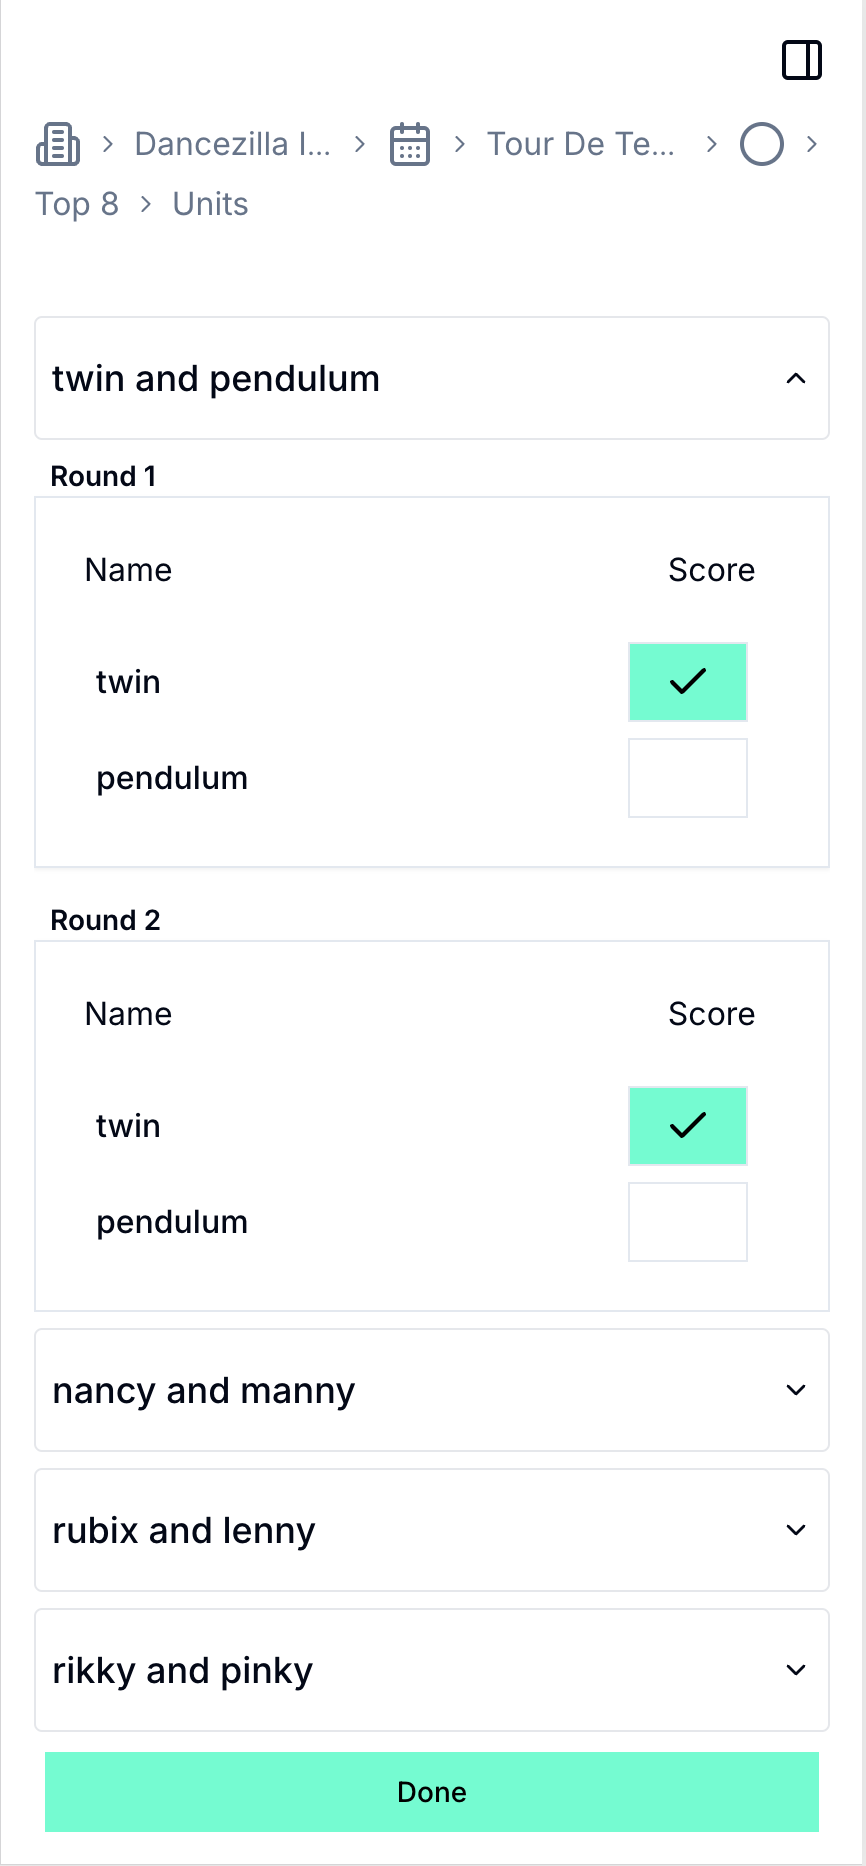 Dancezilla I... Tour De Te...
Top 8 Units
twin and pendulum
Round 1
Name Score
twin
pendulum
Round 2
Name Score
twin
pendulum
nancy and manny
rubix and lenny
rikky and pinky
Done